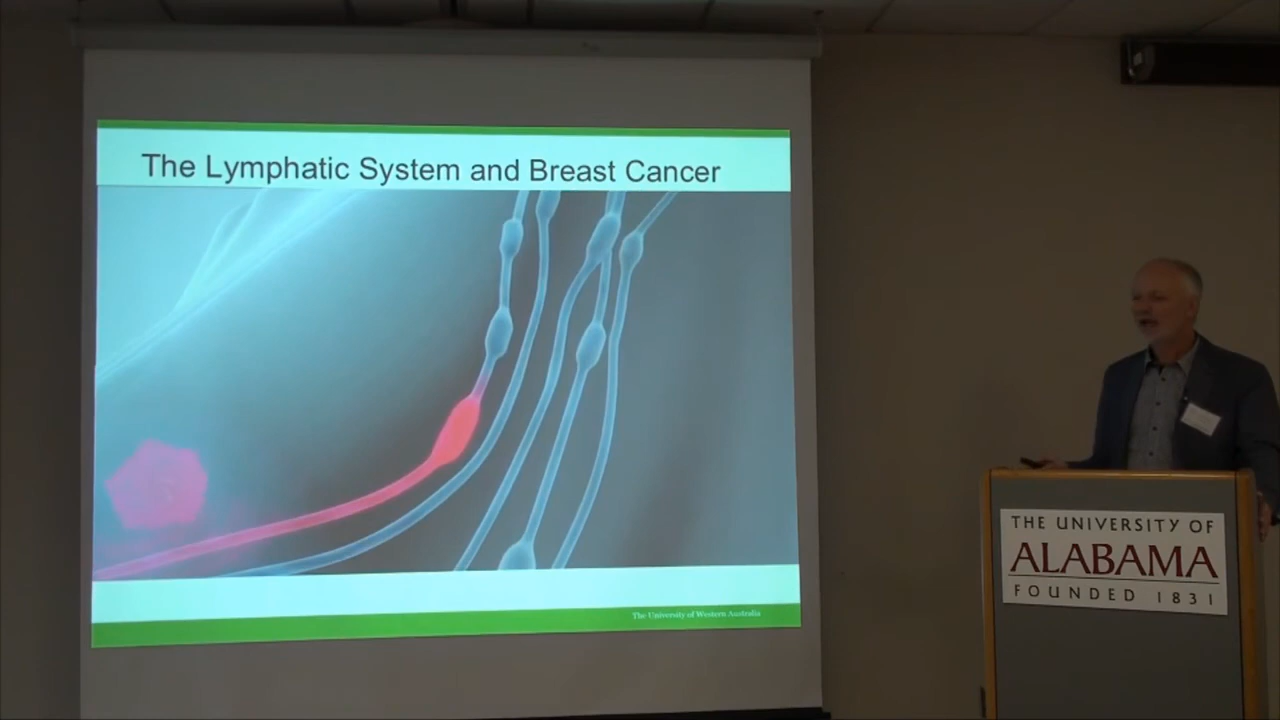 The Lymphatic System and Breast Cancer
The University of Western Australia
THE UNIVERSITY OF
ALABAMA
FOUNDED 1831